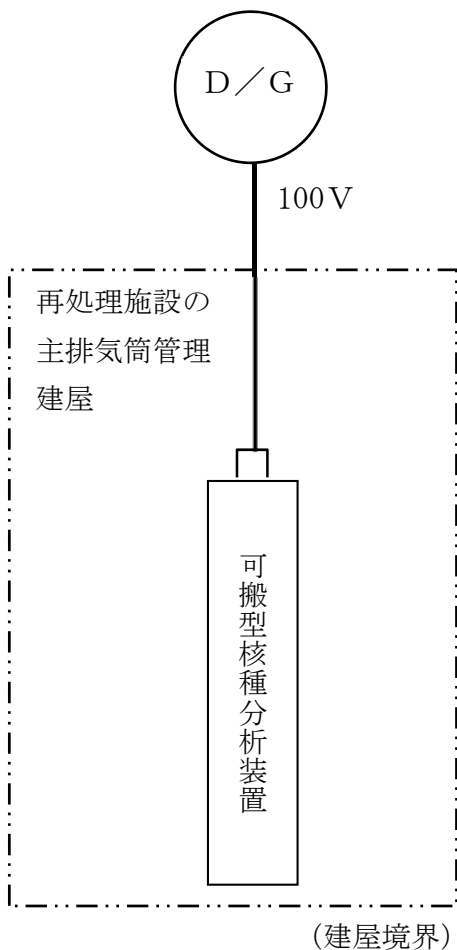 D／G
100V
再処理施設の
主排気筒管理
建屋
可搬型核種分析装置
（建屋境界）